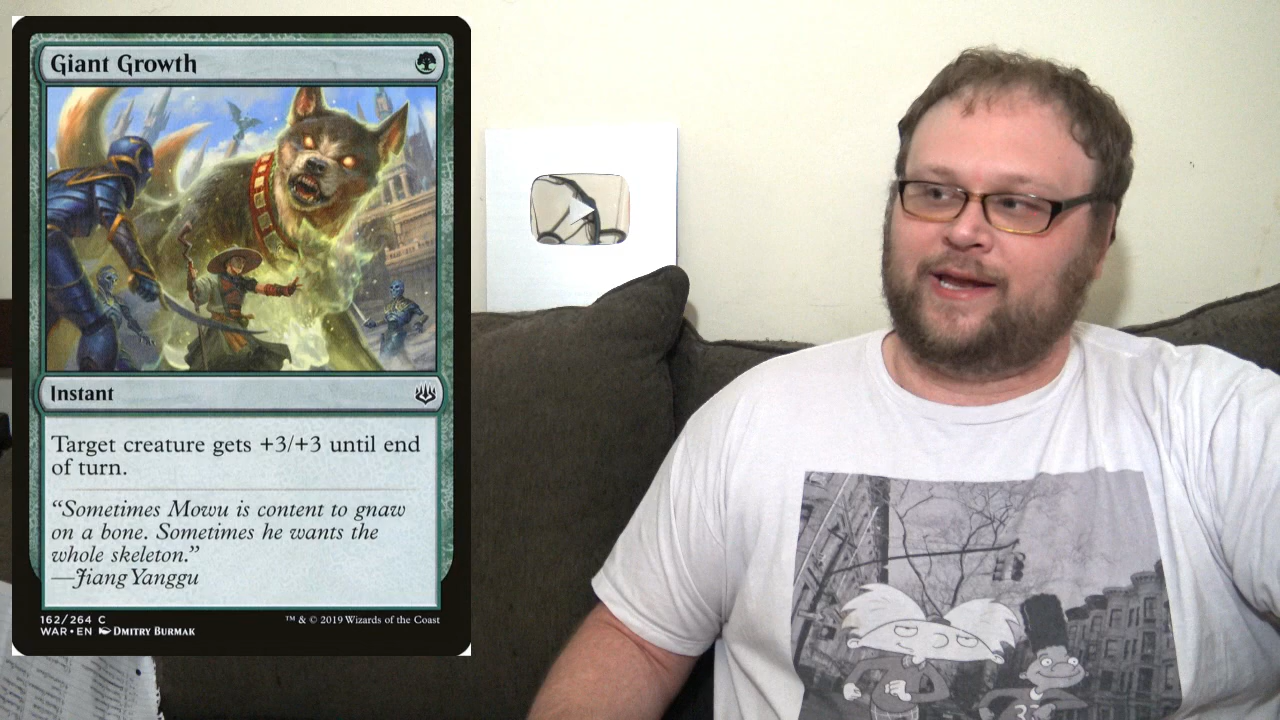 Giant Growth
Instant
Target creature gets +3/+3 until end
of turn.
“Sometimes Mowu is content to gnaw
on a bone. Sometimes he wants the
whole skeleton.”
—Jiang Yanggu
162/264 C
WAR • EN Dmitry Burmak
™ & © 2019 Wizards of the Coast
33